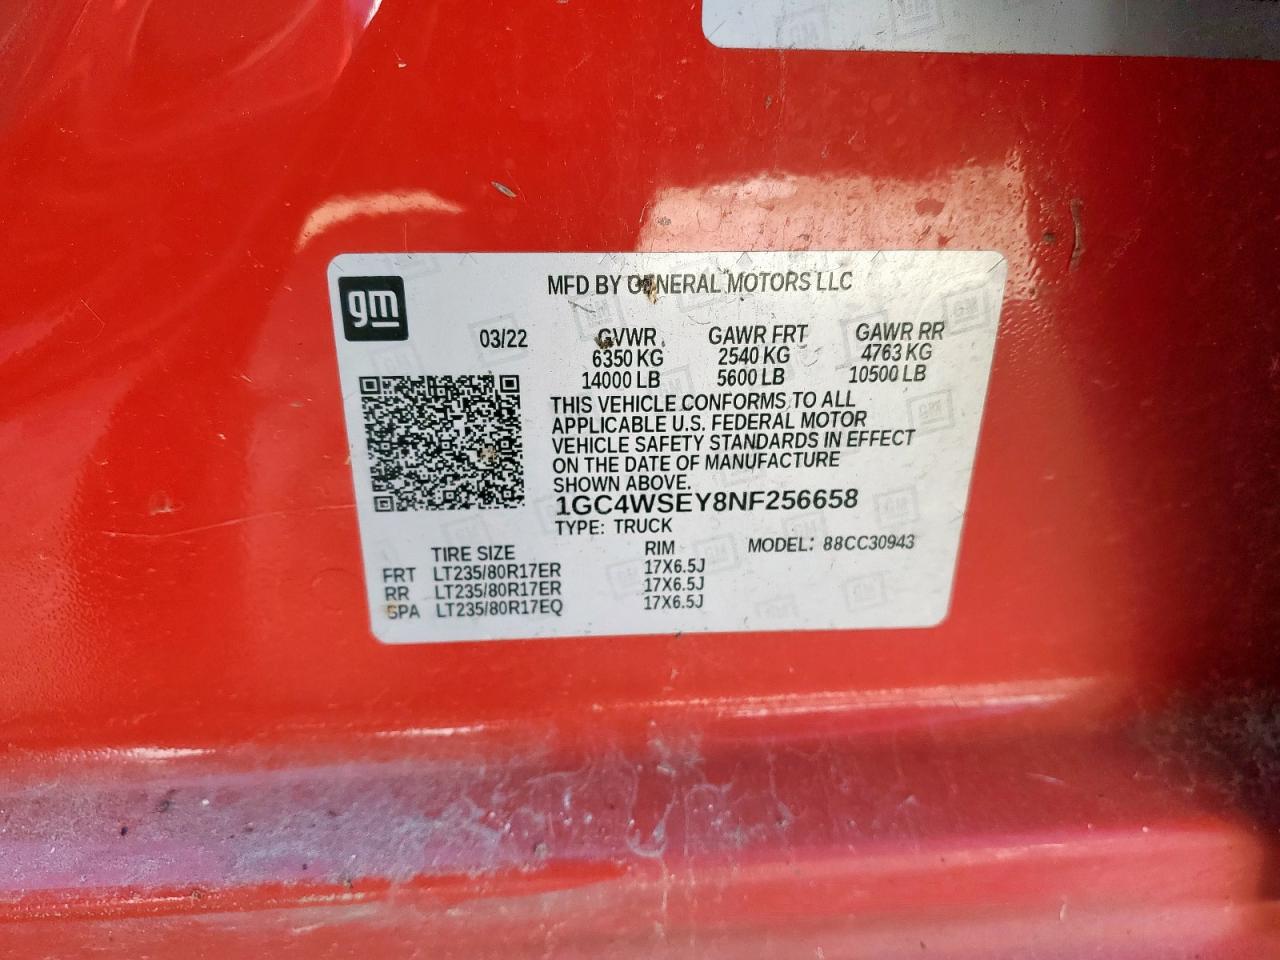 gm
MFD BY GENERAL MOTORS LLC
03/22 GVWR GAWR FRT GAWR RR
6350 KG 2540 KG 4763 KG
14000 LB 5600 LB 10500 LB
THIS VEHICLE CONFORMS TO ALL
APPLICABLE U.S. FEDERAL MOTOR
VEHICLE SAFETY STANDARDS IN EFFECT
ON THE DATE OF MANUFACTURE
SHOWN ABOVE.
1GC4WSEY8NF256658
TYPE: TRUCK
TIRE SIZE RIM MODEL: 88CC30943
FRT LT235/80R17ER 17X6.5J
RR LT235/80R17ER 17X6.5J
SPA LT235/80R17EQ 17X6.5J